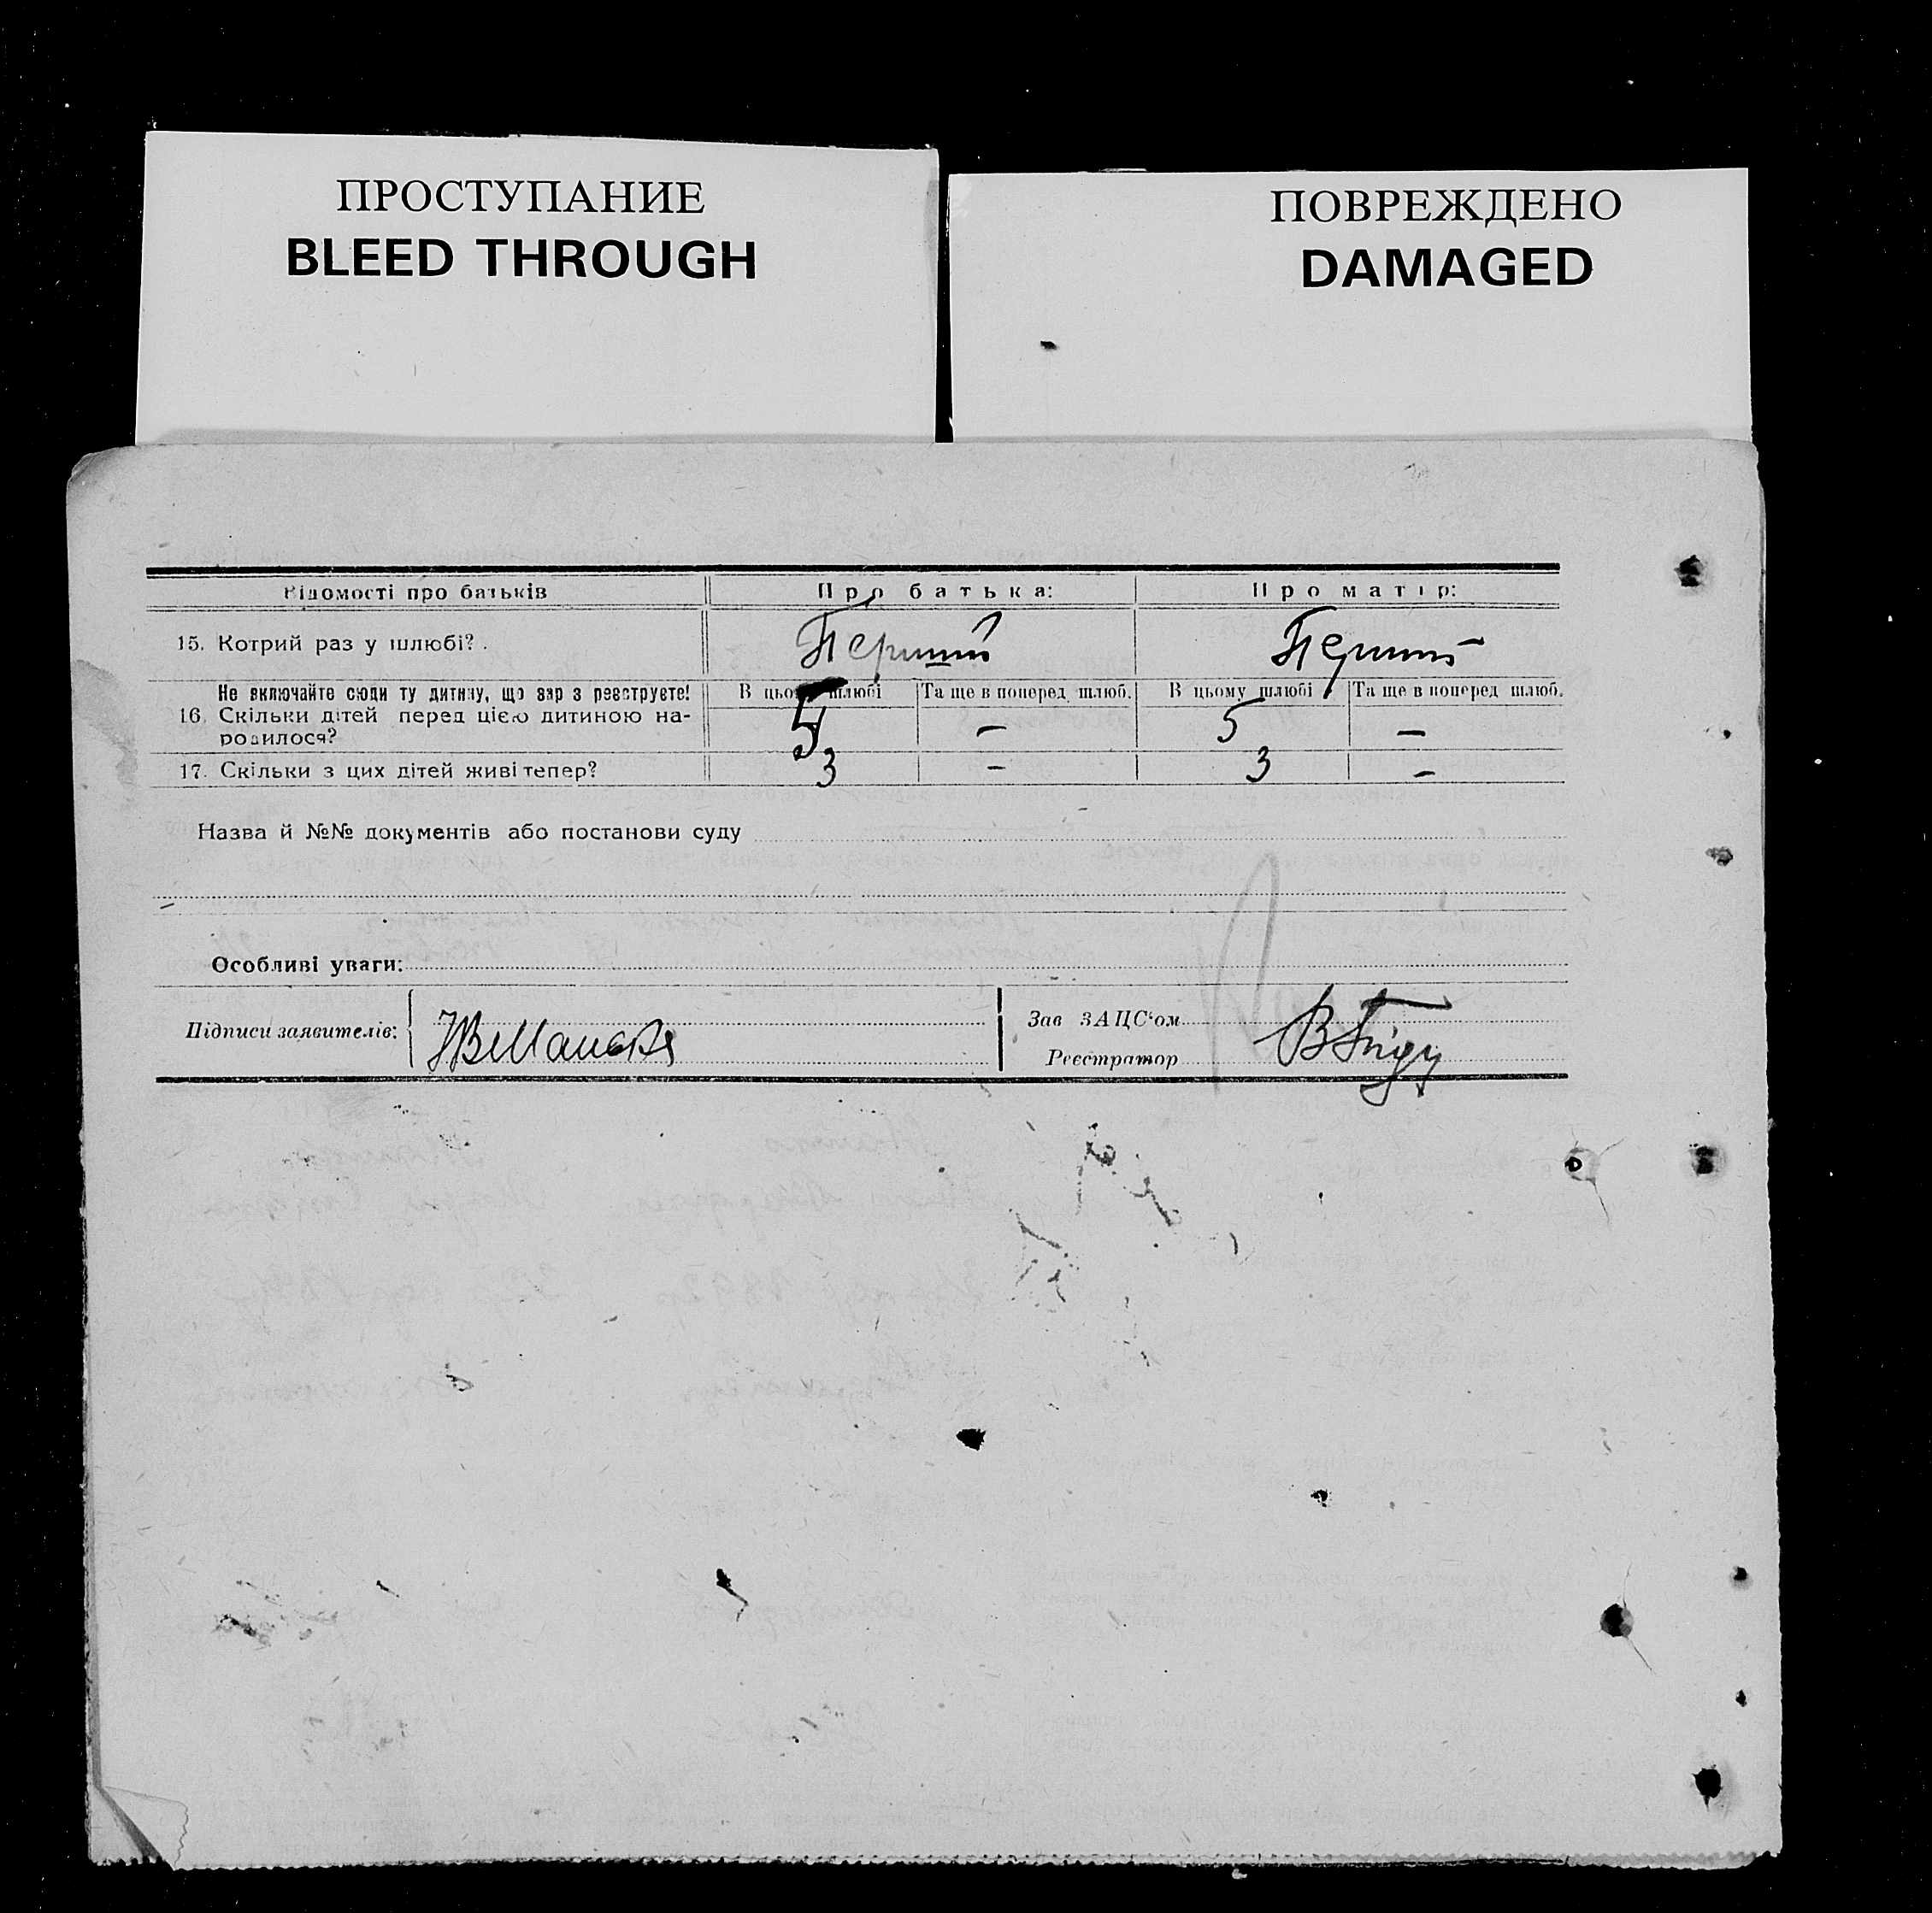 ПРОСТУПАНИЕ
BLEED THROUGH
ПОВРЕЖДЕНО
DAMAGED
Відомості про батьків Про батька: Про матір:
15. Котрий раз у шлюбі? . Перший Перший
Не включайте сюди ту дитину, що зар з реєструєте! В цьому шлюбі Та ще в поперед шлюб. В цьому шлюбі Та ще в поперед шлюб.
16. Скільки дітей перед цією дитиною на- 5 — 5 —
родилося?
17. Скільки з цих дітей живі тепер? 3 — 3 —
Назва й №№ документів або постанови суду
Особливі уваги:
Підписи заявителів: Зав ЗАЦС‘ом
Реєстратор